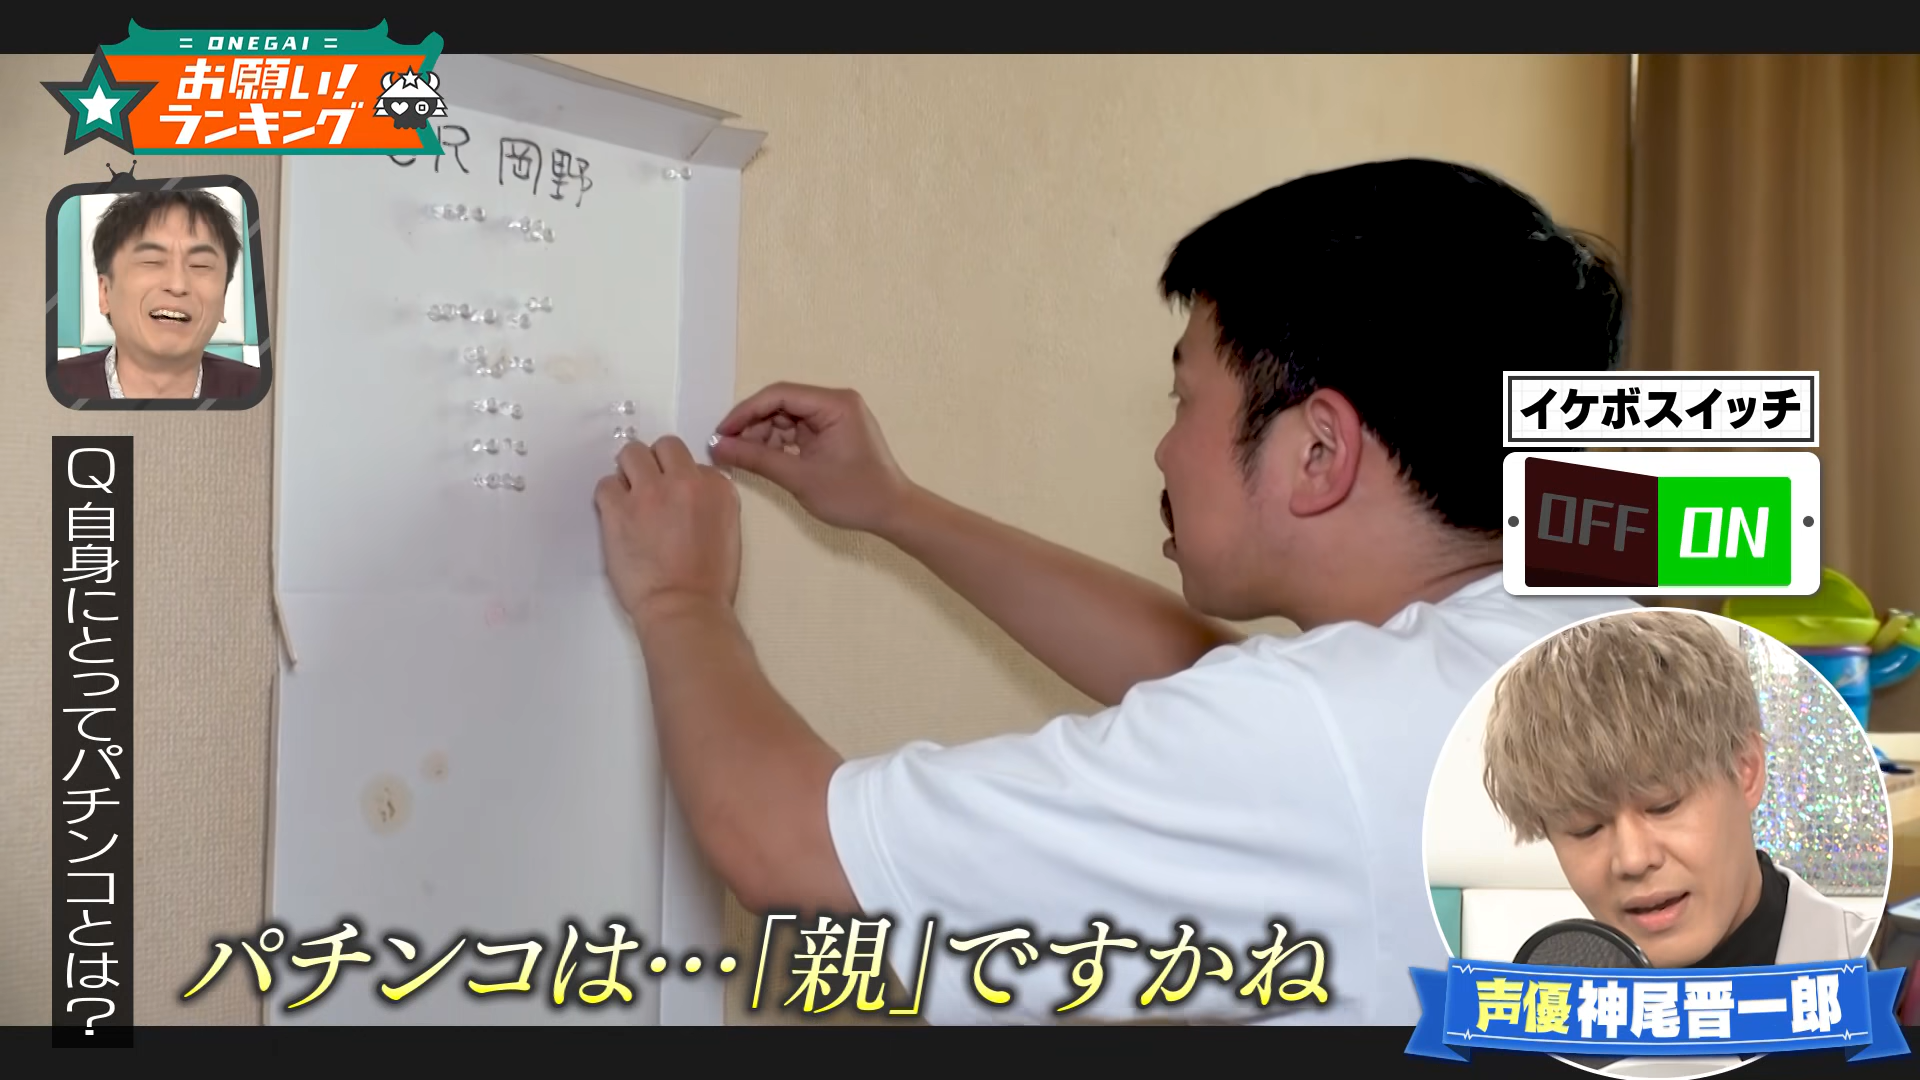 ONEGAI
お願い!
ランキング
岡野
Q自身にとってパチンコとは?
イケボスイッチ
OFF ON
パチンコは…「親」ですかね
声優 神尾晋一郎